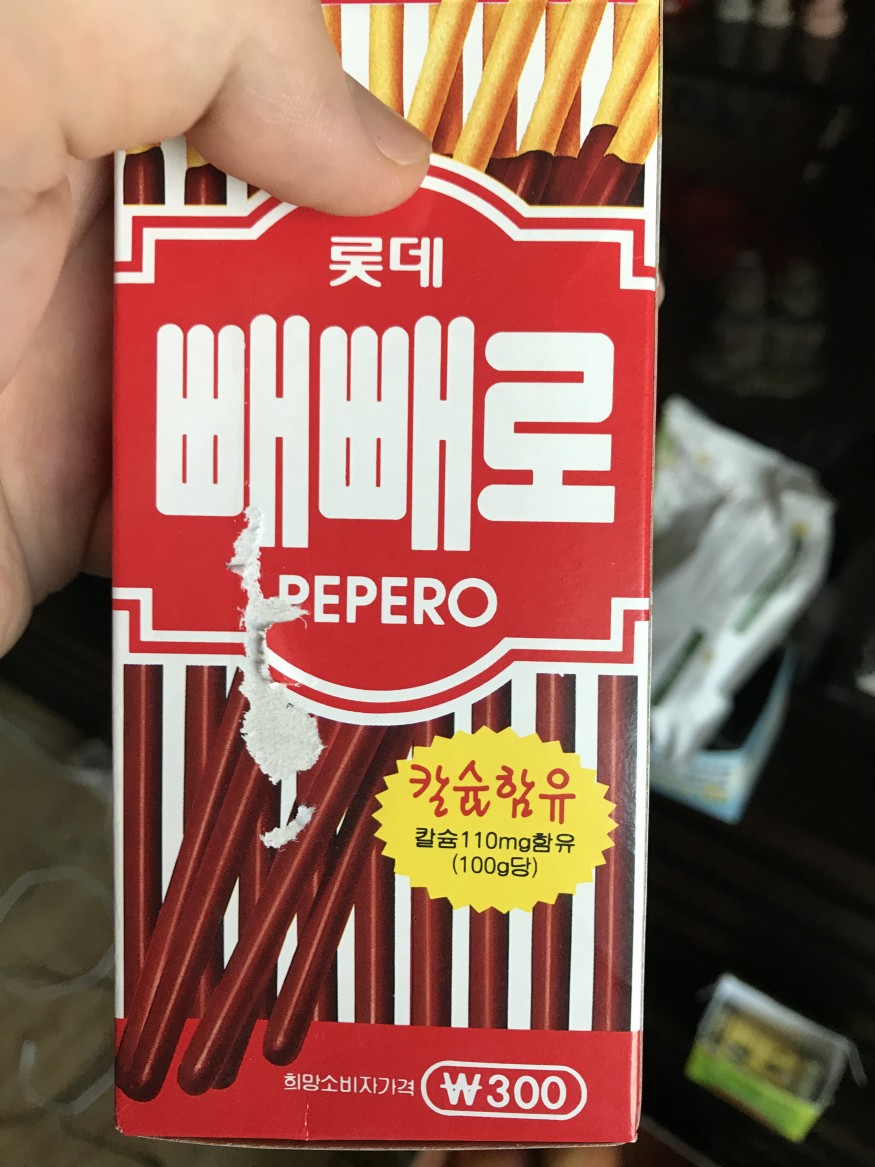 롯데
빼빼로
PEPERO
칼슘함유
칼슘110mg함유
(100g당)
희망소비자가격 ₩300